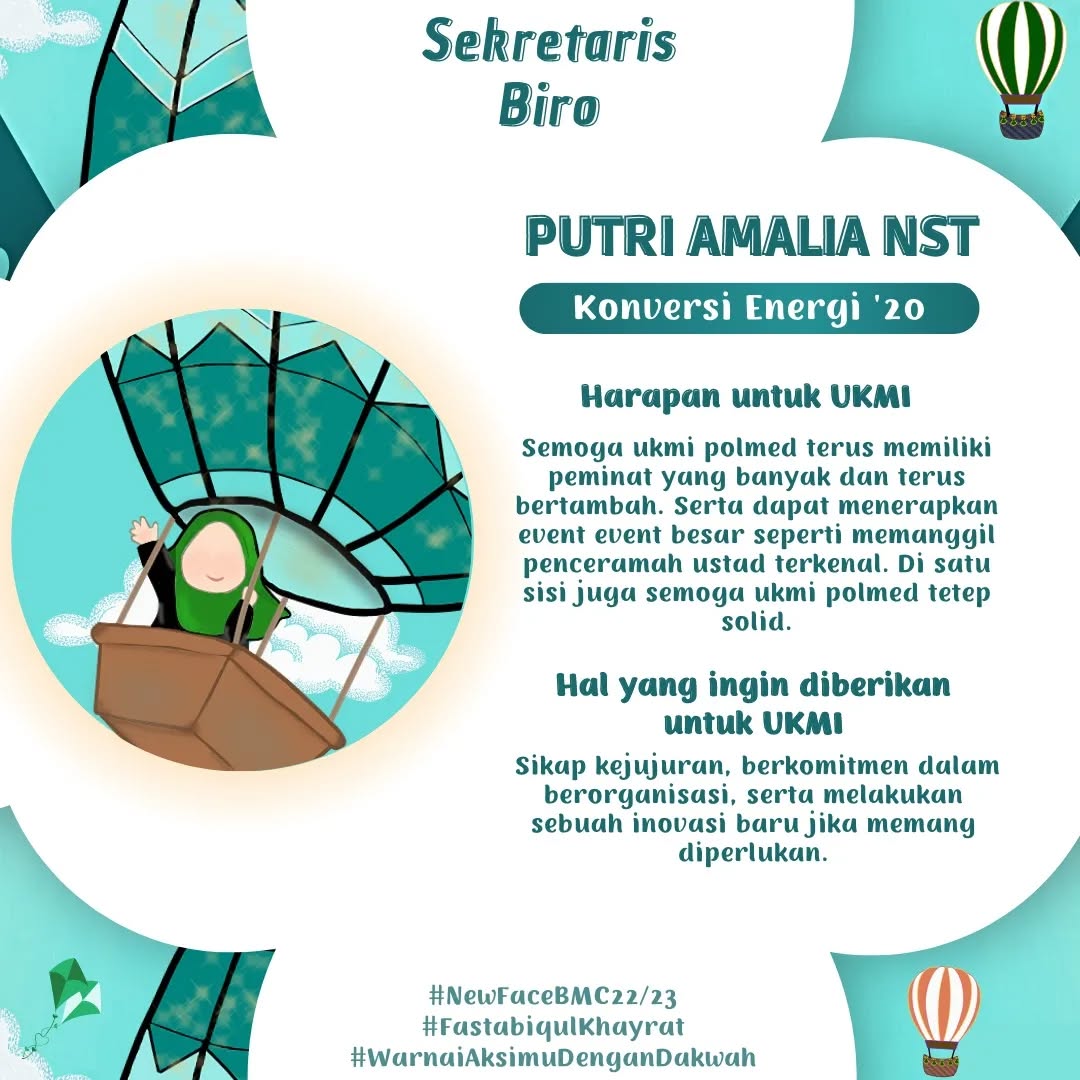 Sekretaris
Biro
PUTRI AMALIA NST
Konversi Energi '20
Harapan untuk UKMI
Semoga ukmi polmed terus memiliki
peminat yang banyak dan terus
bertambah. Serta dapat menerapkan
event event besar seperti memanggil
penceramah ustad terkenal. Di satu
sisi juga semoga ukmi polmed tetep
solid.
Hal yang ingin diberikan
untuk UKMI
Sikap kejujuran, berkomitmen dalam
berorganisasi, serta melakukan
sebuah inovasi baru jika memang
diperlukan.
#NewFaceBMC22/23
#FastabiqulKhayrat
#WarnaiAksimuDenganDakwah